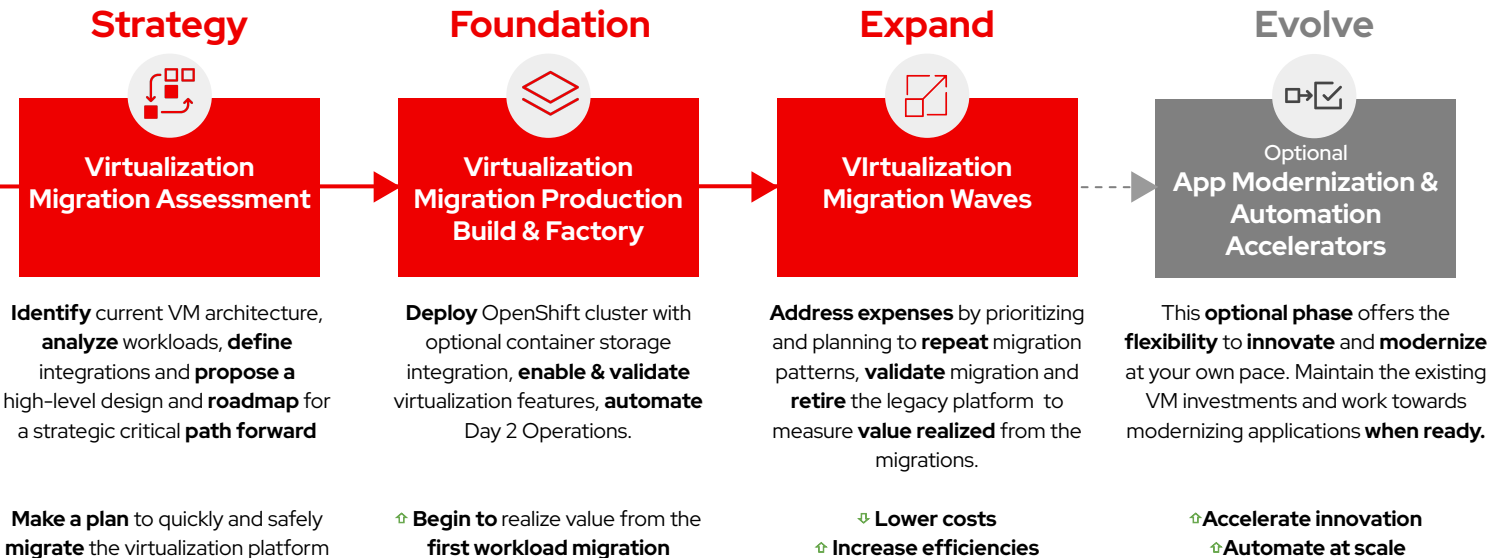 Strategy
Virtualization
Migration Assessment
Identify current VM architecture,
analyze workloads, define
integrations and propose a
high-level design and roadmap for
a strategic critical path forward
Make a plan to quickly and safely
migrate the virtualization platform
Foundation
Virtualization
Migration Production
Build & Factory
Deploy OpenShift cluster with
optional container storage
integration, enable & validate
virtualization features, automate
Day 2 Operations.
⇧ Begin to realize value from the
first workload migration
Expand
VIrtualization
Migration Waves
Address expenses by prioritizing
and planning to repeat migration
patterns, validate migration and
retire the legacy platform to
measure value realized from the
migrations.
⇩ Lower costs
⇧ Increase efficiencies
Evolve
Optional
App Modernization &
Automation
Accelerators
This optional phase offers the
flexibility to innovate and modernize
at your own pace. Maintain the existing
VM investments and work towards
modernizing applications when ready.
⇧Accelerate innovation
⇧Automate at scale